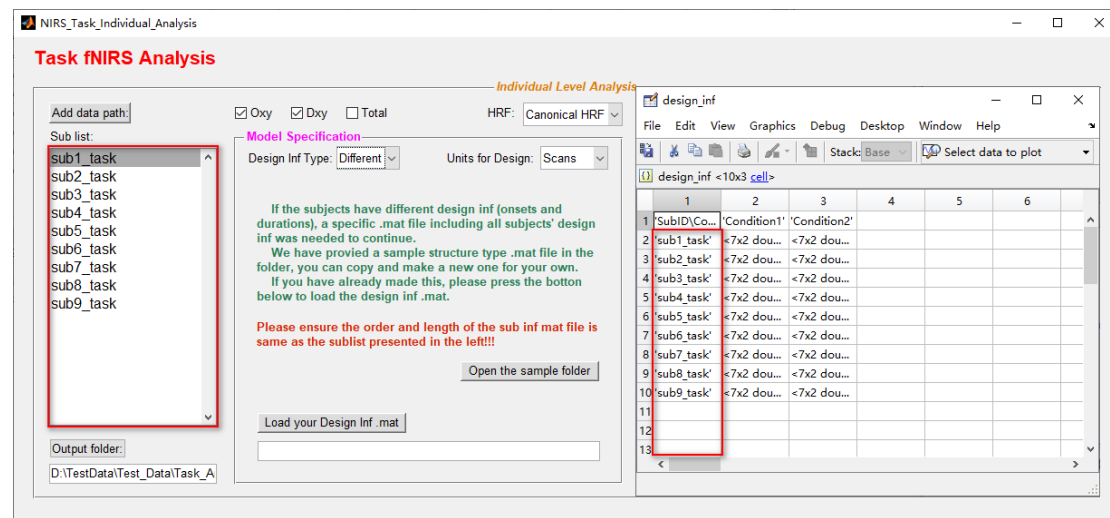 NIRS_Task_Individual_Analysis
Task fNIRS Analysis
Individual Level Analysis
Add data path:
Oxy Dxy Total HRF: Canonical HRF
Sub list:
sub1_task
sub2_task
sub3_task
sub4_task
sub5_task
sub6_task
sub7_task
sub8_task
sub9_task
Output folder:
D:\TestData\Test_Data\Task_A
Model Specification
Design Inf Type: Different Units for Design: Scans
If the subjects have different design inf (onsets and
durations), a specific .mat file including all subjects' design
inf was needed to continue.
We have provied a sample structure type .mat file in the
folder, you can copy and make a new one for your own.
If you have already made this, please press the botton
below to load the design inf .mat.
Please ensure the order and length of the sub inf mat file is
same as the sublist presented in the left!!!
Open the sample folder
Load your Design Inf .mat
design_inf
File Edit View Graphics Debug Desktop Window Help
Stack: Base Select data to plot
design_inf <10x3 cell>
1 2 3 4 5 6
1 'SubID\Co... 'Condition1' 'Condition2'
2 'sub1_task' <7x2 dou... <7x2 dou...
3 'sub2_task' <7x2 dou... <7x2 dou...
4 'sub3_task' <7x2 dou... <7x2 dou...
5 'sub4_task' <7x2 dou... <7x2 dou...
6 'sub5_task' <7x2 dou... <7x2 dou...
7 'sub6_task' <7x2 dou... <7x2 dou...
8 'sub7_task' <7x2 dou... <7x2 dou...
9 'sub8_task' <7x2 dou... <7x2 dou...
10 'sub9_task' <7x2 dou... <7x2 dou...
11
12
13